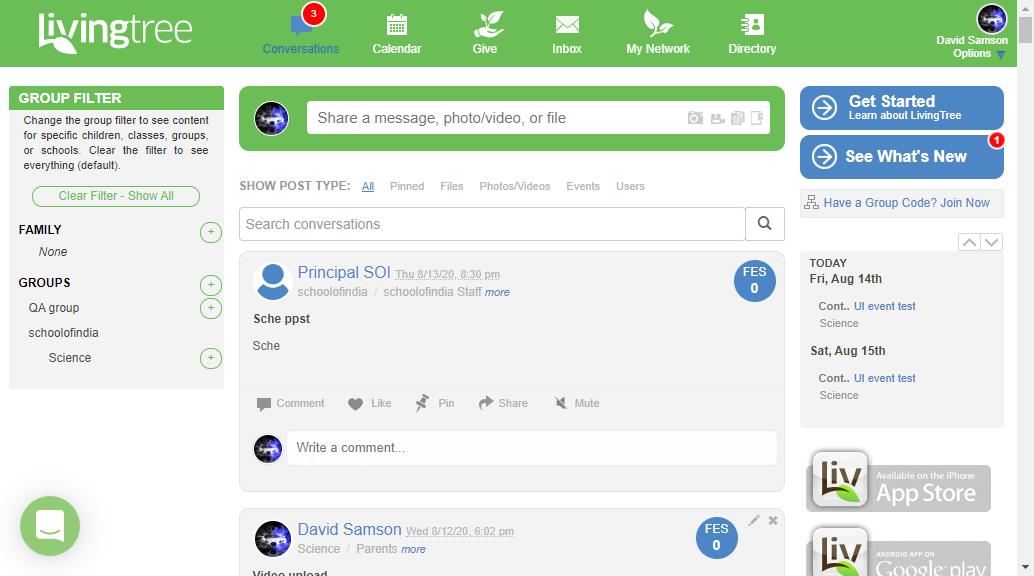 livingtree
3
Conversations
Calendar
Give
Inbox
My Network
Directory
David Samson
Options
GROUP FILTER
Change the group filter to see content
for specific children, classes, groups,
or schools. Clear the filter to see
everything (default).
Clear Filter - Show All
FAMILY
+
None
GROUPS
+
QA group
+
schoolofindia
Science
+
Share a message, photo/video, or file
SHOW POST TYPE: All Pinned Files Photos/Videos Events Users
Search conversations
Principal SOI Thu 8/13/20, 8:30 pm
schoolofindia / schoolofindia Staff more
FES
0
Sche ppst
Sche
Comment Like Pin Share Mute
Write a comment...
David Samson Wed 8/12/20, 6:02 pm
Science / Parents more
FES
0
Video upload
Get Started
Learn about LivingTree
1
See What's New
Have a Group Code? Join Now
TODAY
Fri, Aug 14th
Cont.. UI event test
Science
Sat, Aug 15th
Cont.. UI event test
Science
Liv
Available on the iPhone
App Store
Liv
ANDROID APP ON
Google play